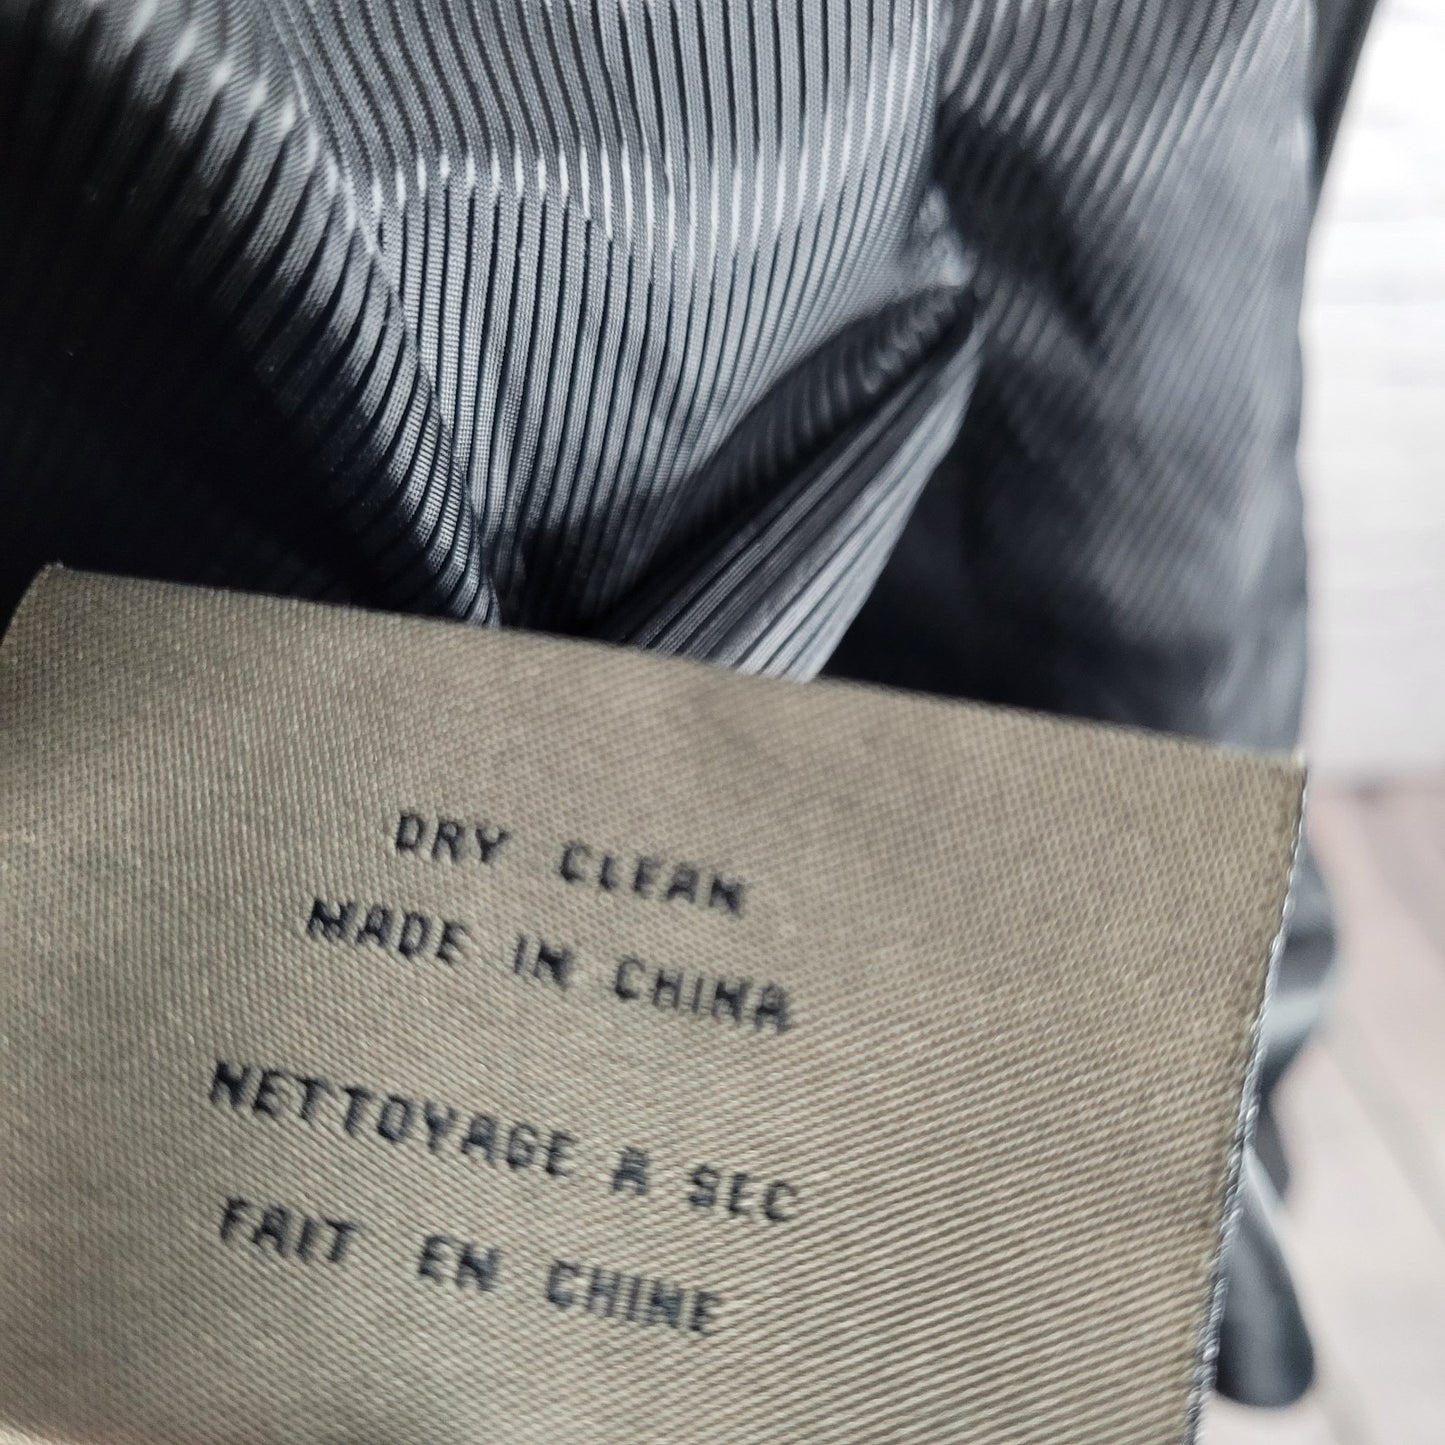 DRY CLEAN
MADE IN CHINA
NETTOYAGE A SEC
FAIT EN CHINE